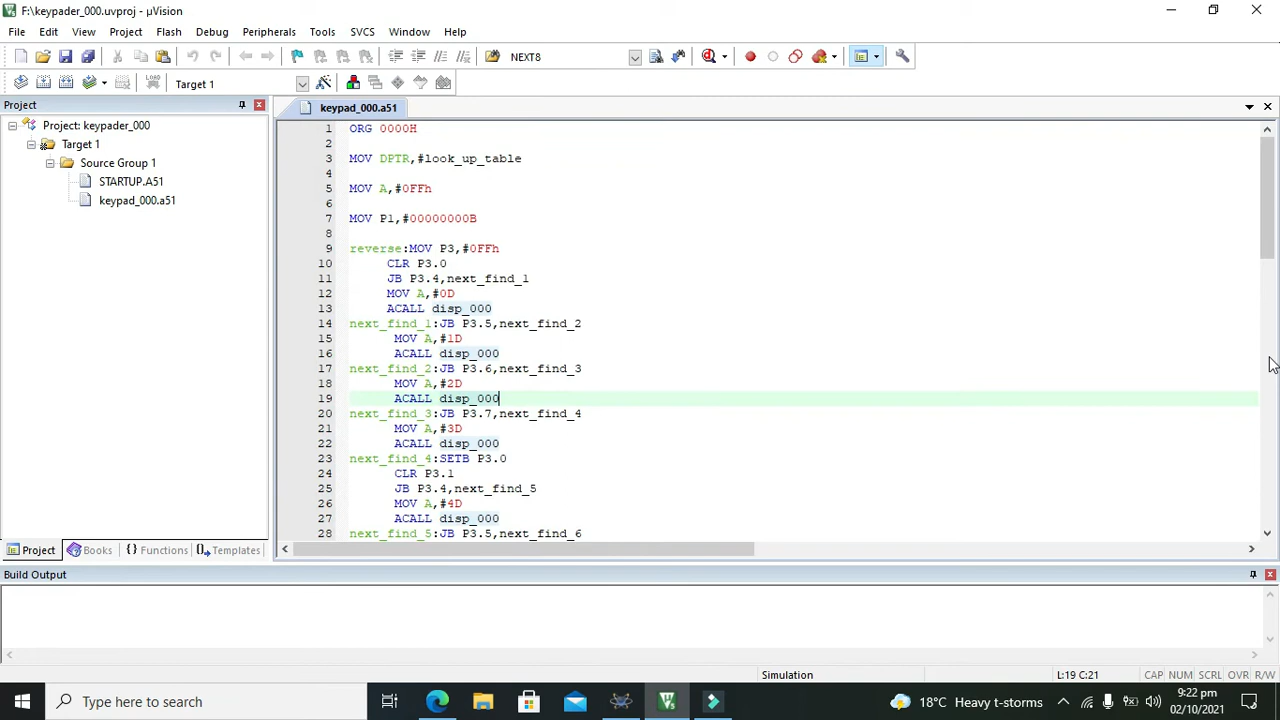 F:\keypader_000.uvproj - µVision
File Edit View Project Flash Debug Peripherals Tools SVCS Window Help
NEXT8
LOAD Target 1
Project
keypad_000.a51
Project: keypader_000
Target 1
Source Group 1
STARTUP.A51
keypad_000.a51
1 ORG 0000H
2
3 MOV DPTR,#look_up_table
4
5 MOV A,#0FFh
6
7 MOV P1,#00000000B
8
9 reverse:MOV P3,#0FFh
10 CLR P3.0
11 JB P3.4,next_find_1
12 MOV A,#0D
13 ACALL disp_000
14 next_find_1:JB P3.5,next_find_2
15 MOV A,#1D
16 ACALL disp_000
17 next_find_2:JB P3.6,next_find_3
18 MOV A,#2D
19 ACALL disp_000
20 next_find_3:JB P3.7,next_find_4
21 MOV A,#3D
22 ACALL disp_000
23 next_find_4:SETB P3.0
24 CLR P3.1
25 JB P3.4,next_find_5
26 MOV A,#4D
27 ACALL disp_000
28 next_find_5:JB P3.5,next_find_6
Project Books {} Functions 0 Templates
Build Output
Simulation L:19 C:21 CAP NUM SCRL OVR R/W
Type here to search
18°C Heavy t-storms
9:22 pm
02/10/2021